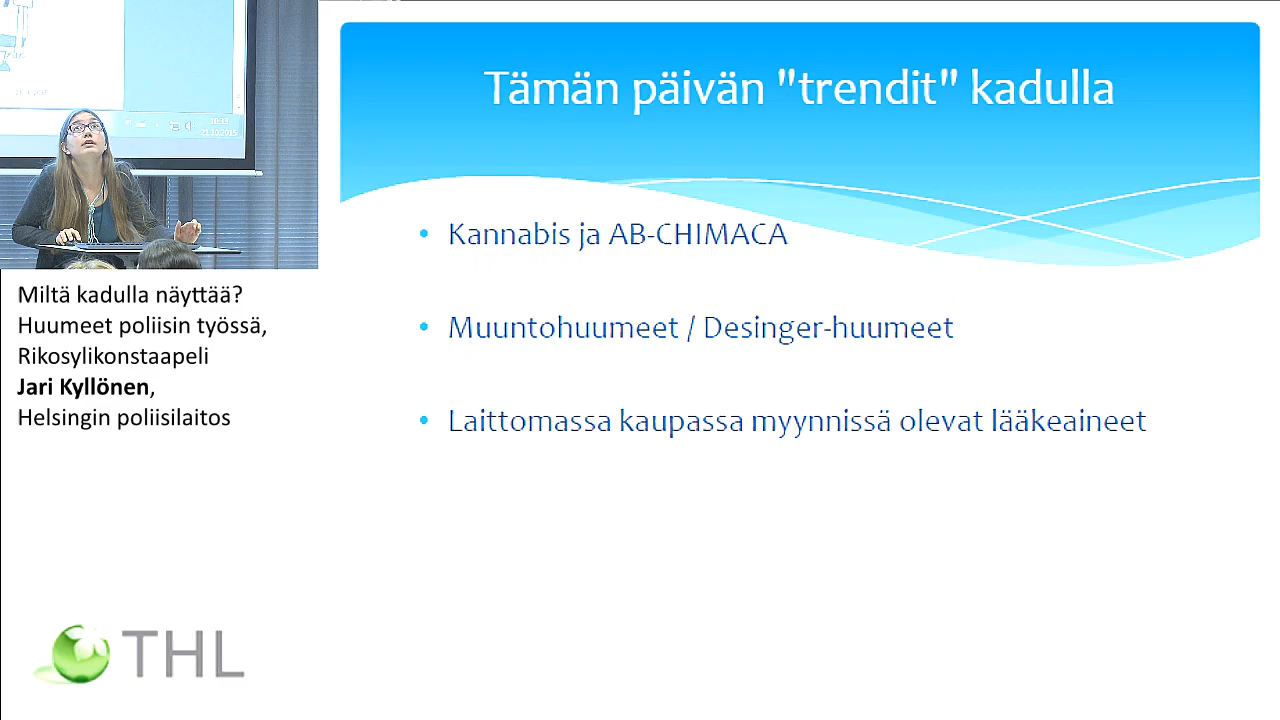 Tämän päivän "trendit" kadulla
• Kannabis ja AB-CHIMACA
• Muuntohuumeet / Desinger-huumeet
• Laittomassa kaupassa myynnissä olevat lääkeaineet
Miltä kadulla näyttää?
Huumeet poliisin työssä,
Rikosylikonstaapeli
Jari Kyllönen,
Helsingin poliisilaitos
THL